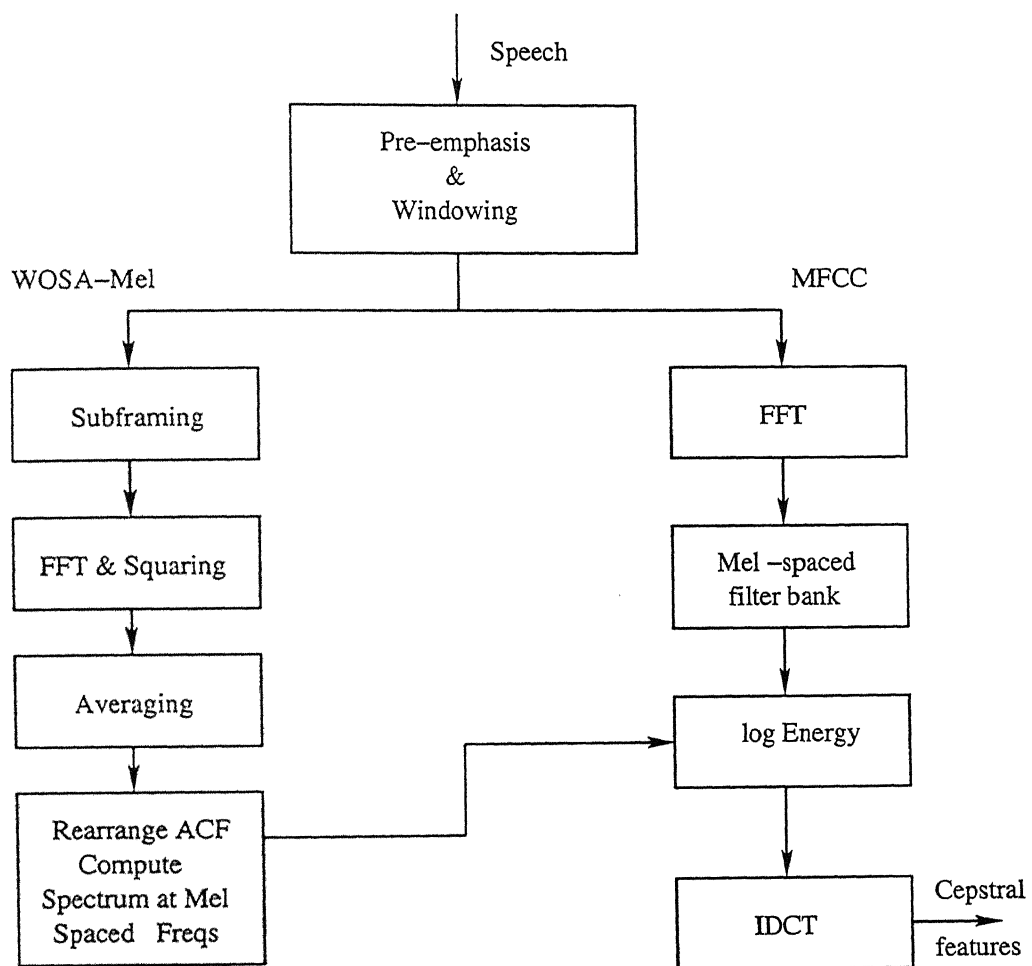 Speech
Pre-emphasis
&
Windowing
WOSA-Mel
MFCC
Subframing
FFT
FFT & Squaring
Mel -spaced
filter bank
Averaging
log Energy
Rearrange ACF
Compute
Spectrum at Mel
Spaced Freqs
IDCT
Cepstral
features